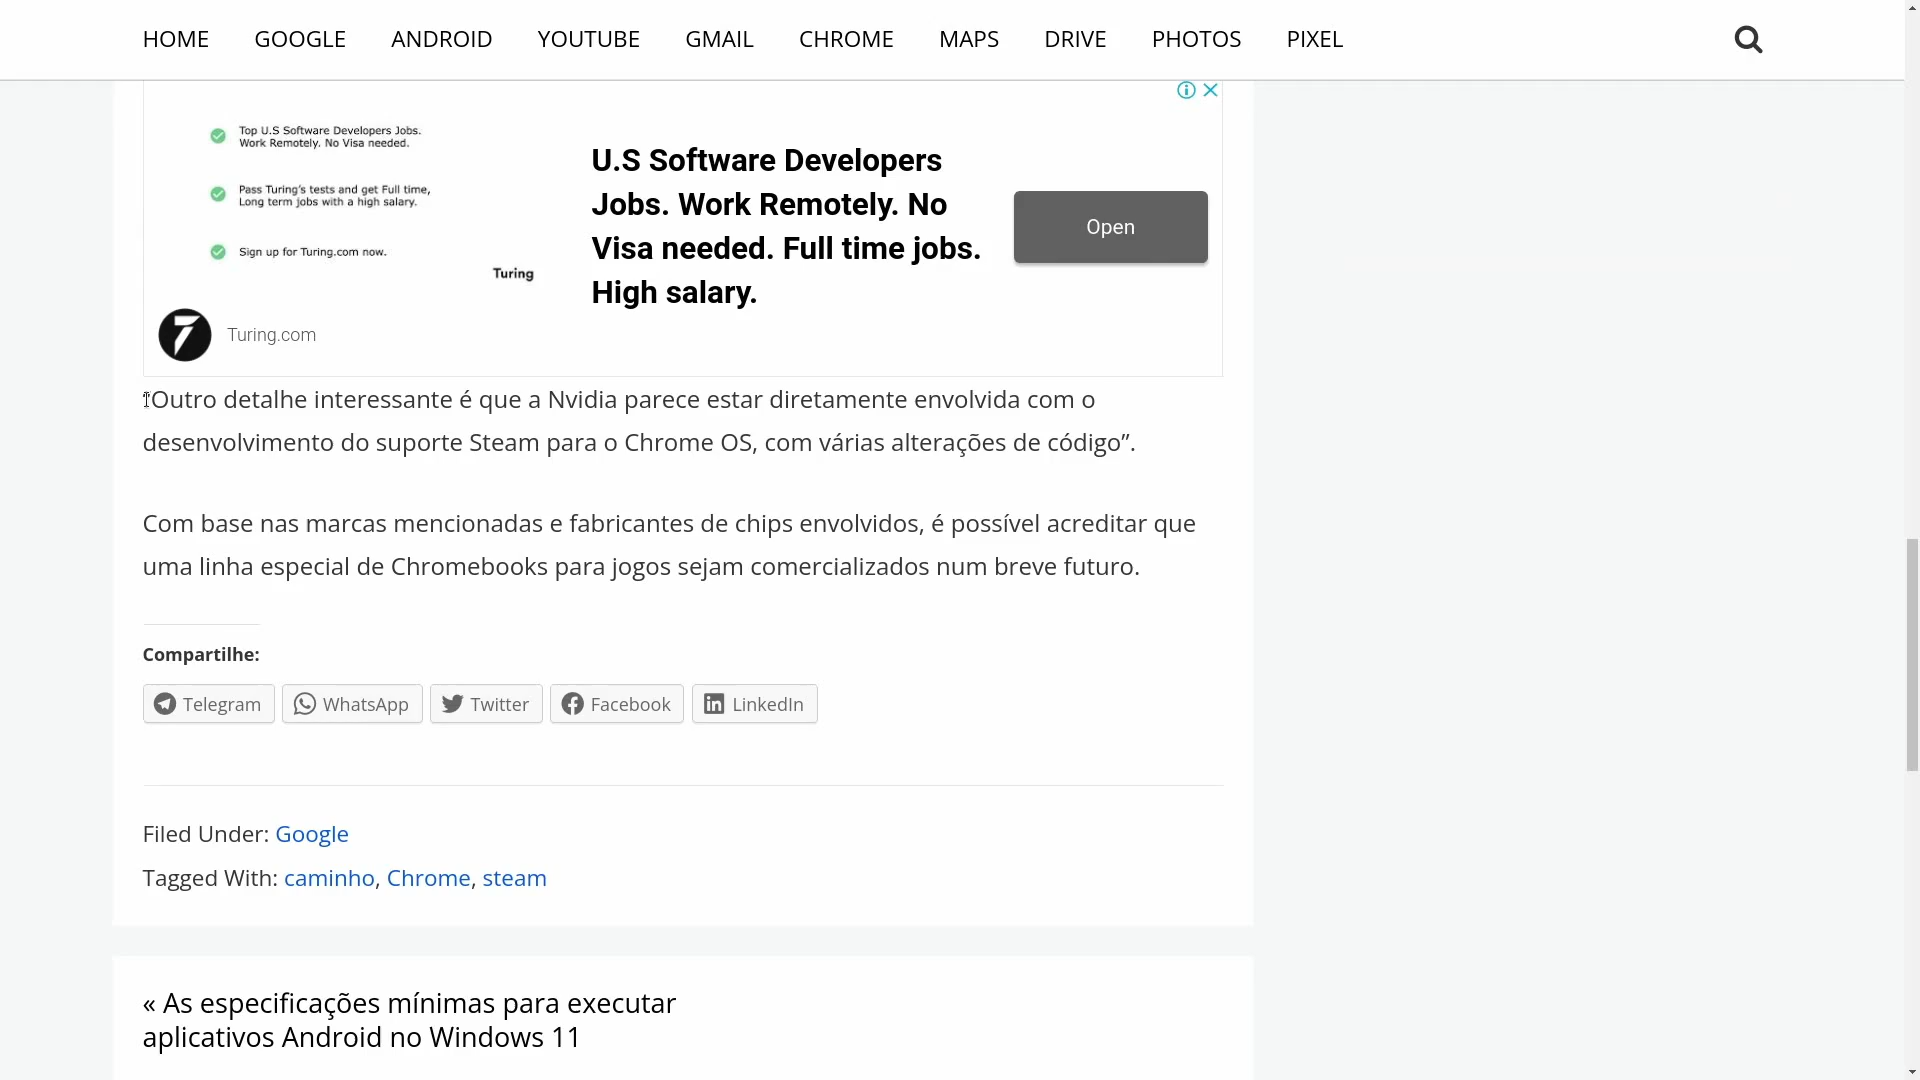 HOME GOOGLE ANDROID YOUTUBE GMAIL CHROME MAPS DRIVE PHOTOS PIXEL
Top U.S Software Developers Jobs.
Work Remotely. No Visa needed.
Pass Turing's tests and get Full time,
Long term jobs with a high salary.
Sign up for Turing.com now.
Turing
U.S Software Developers
Jobs. Work Remotely. No
Visa needed. Full time jobs.
High salary.
Open
Turing.com
“Outro detalhe interessante é que a Nvidia parece estar diretamente envolvida com o
desenvolvimento do suporte Steam para o Chrome OS, com várias alterações de código”.
Com base nas marcas mencionadas e fabricantes de chips envolvidos, é possível acreditar que
uma linha especial de Chromebooks para jogos sejam comercializados num breve futuro.
Compartilhe:
Telegram WhatsApp Twitter Facebook LinkedIn
Filed Under: Google
Tagged With: caminho, Chrome, steam
« As especificações mínimas para executar
aplicativos Android no Windows 11